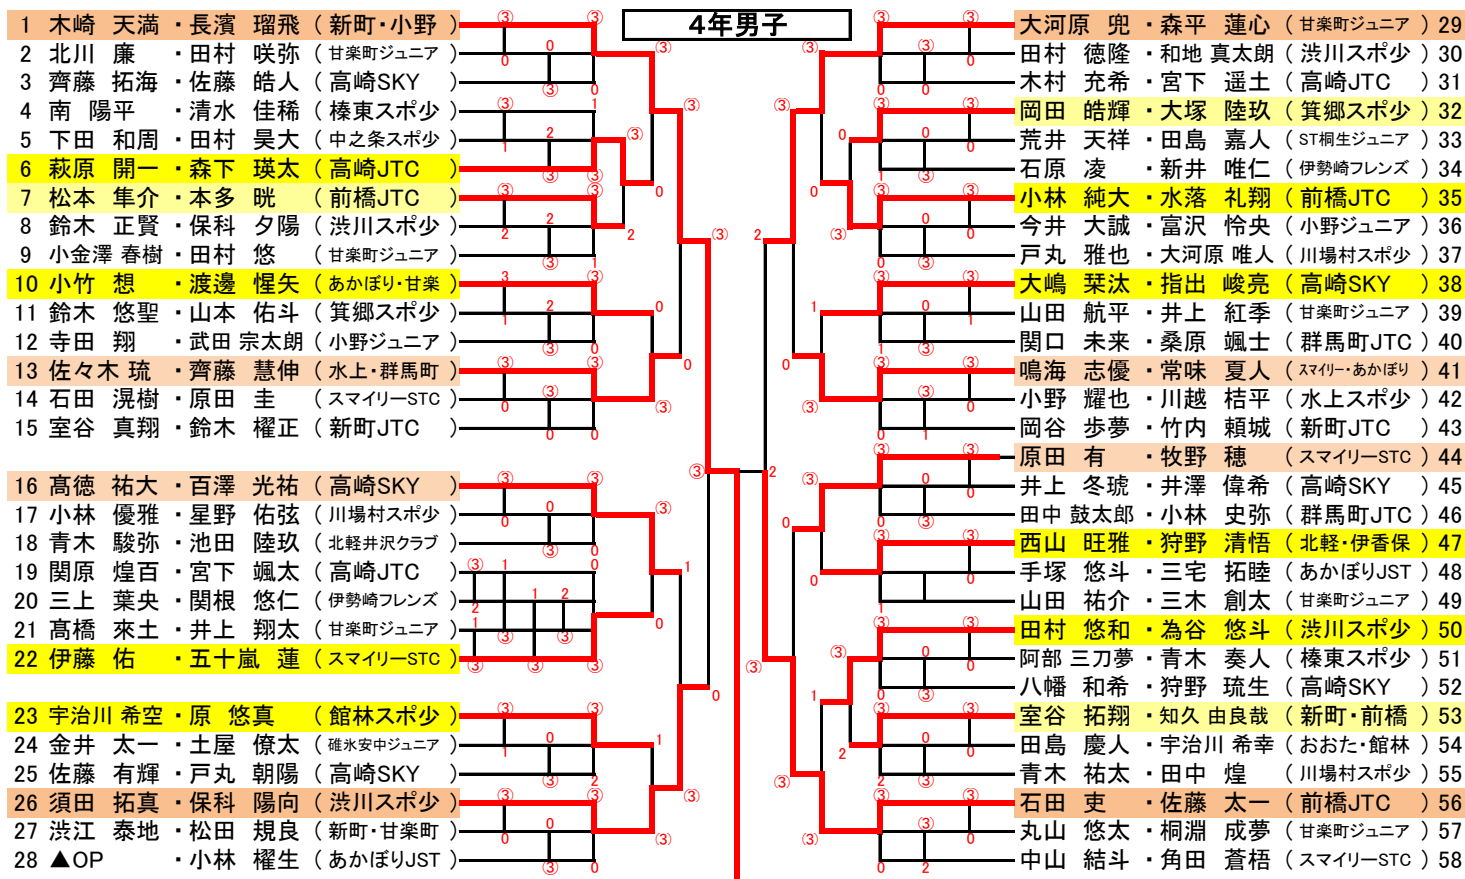 4年男子
1 木崎 天満 ・長濱 瑠飛 ( 新町・小野 )
2 北川 廉 ・田村 咲弥 ( 甘楽町ジュニア )
3 齊藤 拓海 ・佐藤 皓人 ( 高崎SKY )
4 南 陽平 ・清水 佳稀 ( 榛東スポ少 )
5 下田 和周 ・田村 昊大 ( 中之条スポ少 )
6 萩原 開一 ・森下 瑛太 ( 高崎JTC )
7 松本 隼介 ・本多 晄 ( 前橋JTC )
8 鈴木 正賢 ・保科 夕陽 ( 渋川スポ少 )
9 小金澤 春樹 ・田村 悠 ( 甘楽町ジュニア )
10 小竹 想 ・渡邊 惺矢 ( あかぼり・甘楽 )
11 鈴木 悠聖 ・山本 佑斗 ( 箕郷スポ少 )
12 寺田 翔 ・武田 宗太朗 ( 小野ジュニア )
13 佐々木 琉 ・齊藤 慧伸 ( 水上・群馬町 )
14 石田 滉樹 ・原田 圭 ( スマイリーSTC )
15 室谷 真翔 ・鈴木 櫂正 ( 新町JTC )
16 髙徳 祐大 ・百澤 光祐 ( 高崎SKY )
17 小林 優雅 ・星野 佑弦 ( 川場村スポ少 )
18 青木 駿弥 ・池田 陸玖 ( 北軽井沢クラブ )
19 関原 煌百 ・宮下 颯太 ( 高崎JTC )
20 三上 葉央 ・関根 悠仁 ( 伊勢崎フレンズ )
21 髙橋 來土 ・井上 翔太 ( 甘楽町ジュニア )
22 伊藤 佑 ・五十嵐 蓮 ( スマイリーSTC )
23 宇治川 希空 ・原 悠真 ( 館林スポ少 )
24 金井 太一 ・土屋 僚太 ( 碓氷安中ジュニア )
25 佐藤 有輝 ・戸丸 朝陽 ( 高崎SKY )
26 須田 拓真 ・保科 陽向 ( 渋川スポ少 )
27 渋江 泰地 ・松田 規良 ( 新町・甘楽町 )
28 ▲OP ・小林 櫂生 ( あかぼりJST )
大河原 兜 ・森平 蓮心 ( 甘楽町ジュニア ) 29
田村 徳隆 ・和地 真太朗 ( 渋川スポ少 ) 30
木村 充希 ・宮下 遥土 ( 高崎JTC ) 31
岡田 皓輝 ・大塚 陸玖 ( 箕郷スポ少 ) 32
荒井 天祥 ・田島 嘉人 ( ST桐生ジュニア ) 33
石原 凌 ・新井 唯仁 ( 伊勢崎フレンズ ) 34
小林 純大 ・水落 礼翔 ( 前橋JTC ) 35
今井 大誠 ・富沢 怜央 ( 小野ジュニア ) 36
戸丸 雅也 ・大河原 唯人 ( 川場村スポ少 ) 37
大嶋 栞汰 ・指出 峻亮 ( 高崎SKY ) 38
山田 航平 ・井上 紅季 ( 甘楽町ジュニア ) 39
関口 未来 ・桑原 颯士 ( 群馬町JTC ) 40
鳴海 志優 ・常味 夏人 ( スマイリー・あかぼり ) 41
小野 耀也 ・川越 桔平 ( 水上スポ少 ) 42
岡谷 歩夢 ・竹内 頼城 ( 新町JTC ) 43
原田 有 ・牧野 穂 ( スマイリーSTC ) 44
井上 冬琥 ・井澤 偉希 ( 高崎SKY ) 45
田中 鼓太郎 ・小林 史弥 ( 群馬町JTC ) 46
西山 旺雅 ・狩野 清悟 ( 北軽・伊香保 ) 47
手塚 悠斗 ・三宅 拓睦 ( あかぼりJST ) 48
山田 祐介 ・三木 創太 ( 甘楽町ジュニア ) 49
田村 悠和 ・為谷 悠斗 ( 渋川スポ少 ) 50
阿部 三刀夢 ・青木 奏人 ( 榛東スポ少 ) 51
八幡 和希 ・狩野 琉生 ( 高崎SKY ) 52
室谷 拓翔 ・知久 由良哉 ( 新町・前橋 ) 53
田島 慶人 ・宇治川 希幸 ( おおた・館林 ) 54
青木 祐太 ・田中 煌 ( 川場村スポ少 ) 55
石田 吏 ・佐藤 太一 ( 前橋JTC ) 56
丸山 悠太 ・桐淵 成夢 ( 甘楽町ジュニア ) 57
中山 結斗 ・角田 蒼梧 ( スマイリーSTC ) 58